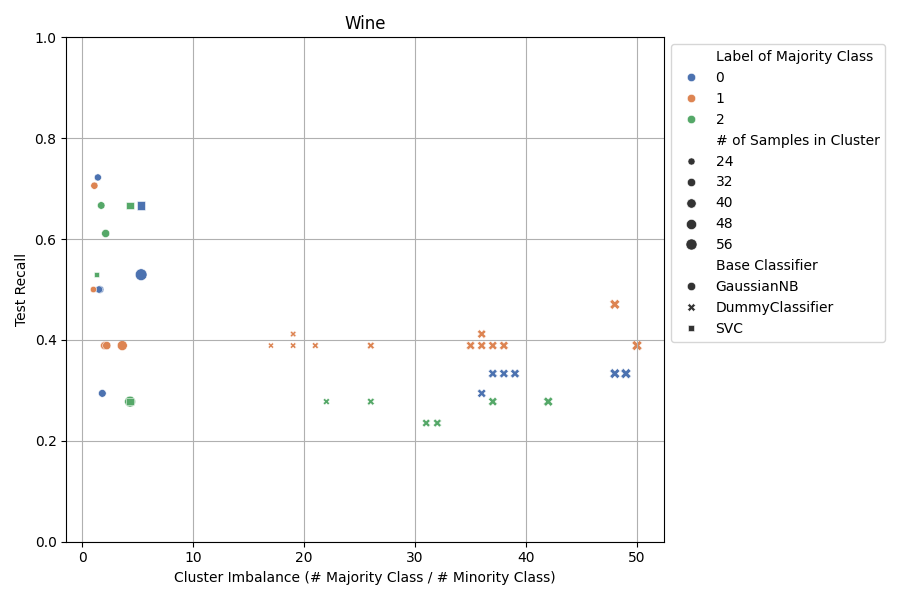 Wine
1.0
0.8
0.6
0.4
0.2
0.0
Test Recall
0 10 20 30 40 50
Cluster Imbalance (# Majority Class / # Minority Class)
Label of Majority Class
0
1
2
# of Samples in Cluster
24
32
40
48
56
Base Classifier
GaussianNB
DummyClassifier
SVC